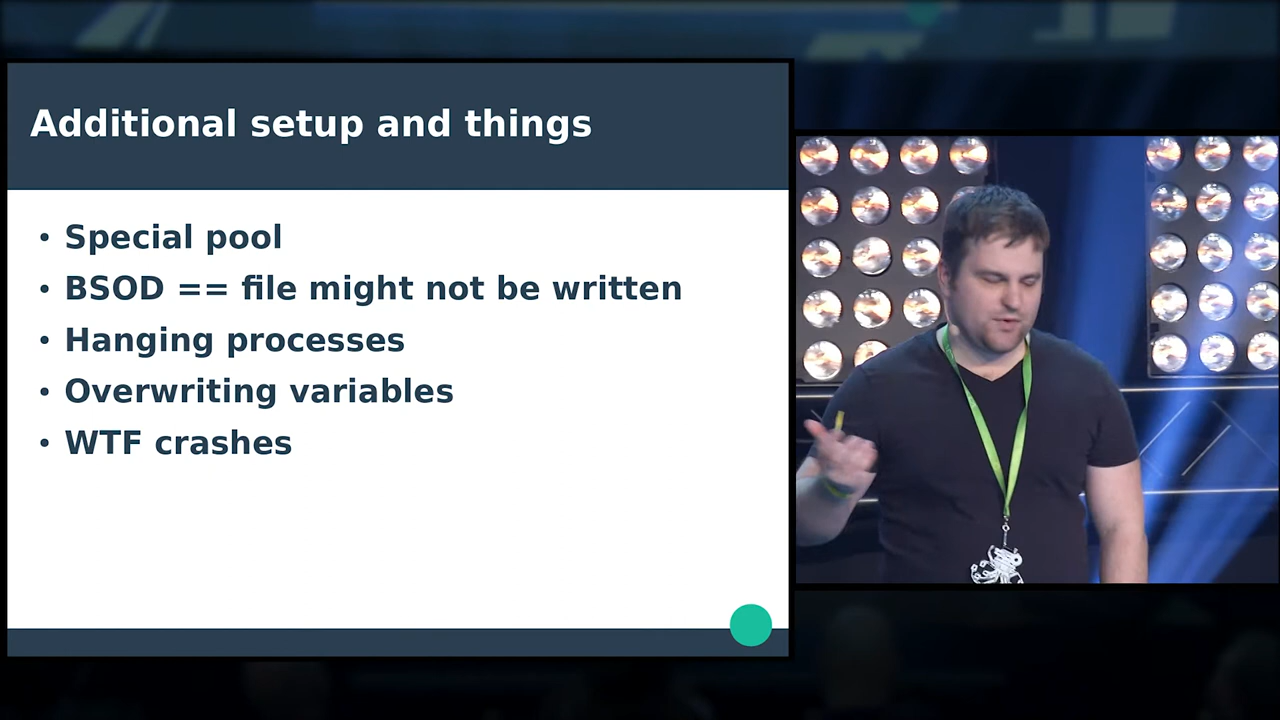 Additional setup and things
• Special pool
• BSOD == file might not be written
• Hanging processes
• Overwriting variables
• WTF crashes